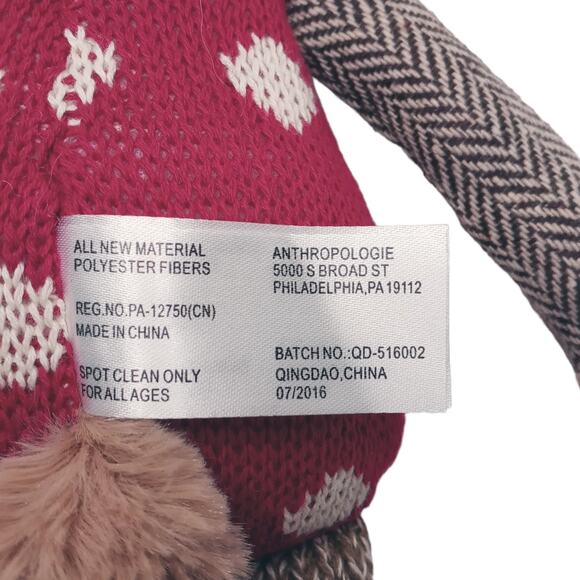 ALL NEW MATERIAL
POLYESTER FIBERS
REG.NO.PA-12750(CN)
MADE IN CHINA
SPOT CLEAN ONLY
FOR ALL AGES
ANTHROPOLOGIE
5000 S BROAD ST
PHILADELPHIA,PA 19112
BATCH NO.:QD-516002
QINGDAO,CHINA
07/2016